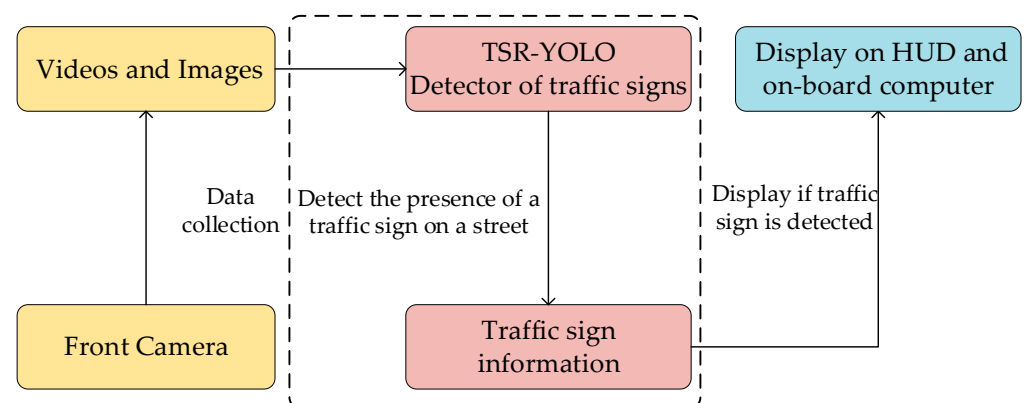 Videos and Images
TSR-YOLO
Detector of traffic signs
Display on HUD and
on-board computer
Data
collection
Detect the presence of a
traffic sign on a street
Display if traffic
sign is detected
Front Camera
Traffic sign
information